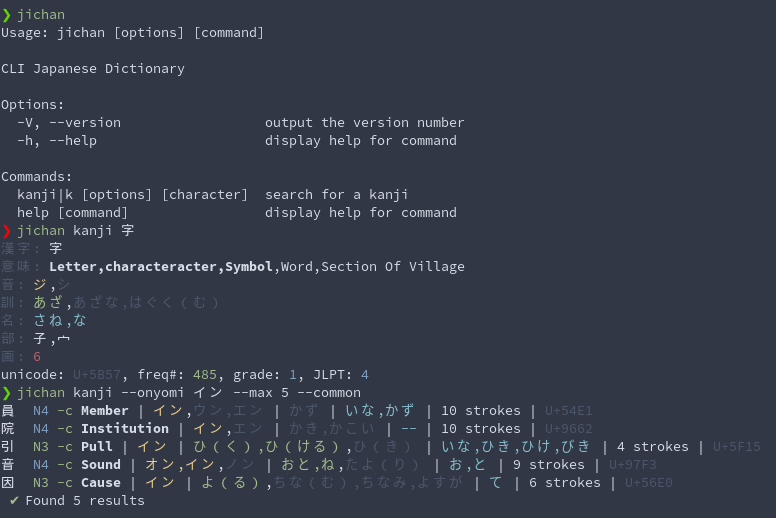 ❯ jichan
Usage: jichan [options] [command]
CLI Japanese Dictionary
Options:
-V, --version output the version number
-h, --help display help for command
Commands:
kanji|k [options] [character] search for a kanji
help [command] display help for command
❯ jichan kanji 字
漢字: 字
意味: Letter,characteracter,Symbol,Word,Section Of Village
音: ジ,シ
訓: あざ,あざな,はぐく(む)
名: さね,な
部: 子,宀
画: 6
unicode: U+5B57, freq#: 485, grade: 1, JLPT: 4
❯ jichan kanji --onyomi イン --max 5 --common
員 N4 -c Member | イン,ウン,エン | かず | いな,かず | 10 strokes | U+54E1
院 N4 -c Institution | イン,エン | かき,かこい | -- | 10 strokes | U+9662
引 N3 -c Pull | イン | ひ(く),ひ(ける),ひ(き) | いな,ひき,ひけ,びき | 4 strokes | U+5F15
音 N4 -c Sound | オン,イン,ノン | おと,ね,たよ(り) | お,と | 9 strokes | U+97F3
因 N3 -c Cause | イン | よ(る),ちな(む),ちなみ,よすが | て | 6 strokes | U+56E0
✔ Found 5 results